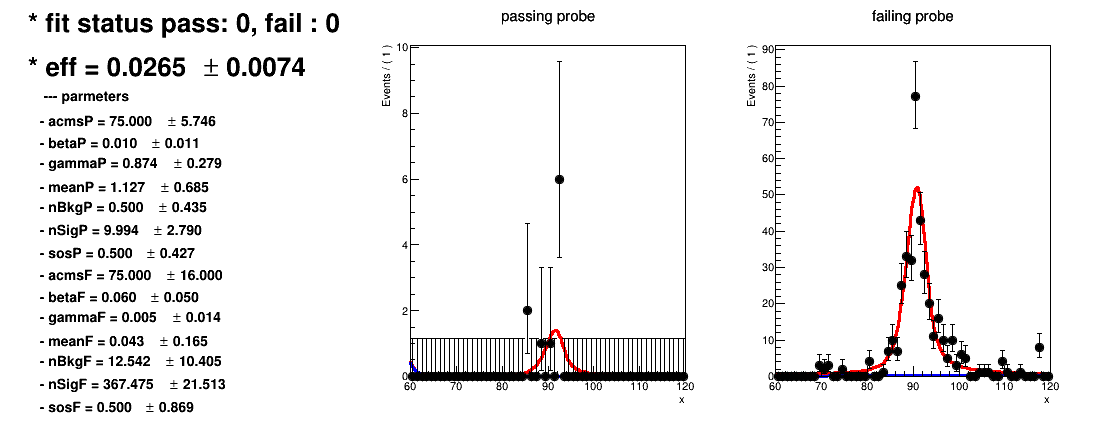 * fit status pass: 0, fail : 0
* eff = 0.0265 ± 0.0074
--- parmeters
- acmsP = 75.000 ± 5.746
- betaP = 0.010 ± 0.011
- gammaP = 0.874 ± 0.279
- meanP = 1.127 ± 0.685
- nBkgP = 0.500 ± 0.435
- nSigP = 9.994 ± 2.790
- sosP = 0.500 ± 0.427
- acmsF = 75.000 ± 16.000
- betaF = 0.060 ± 0.050
- gammaF = 0.005 ± 0.014
- meanF = 0.043 ± 0.165
- nBkgF = 12.542 ± 10.405
- nSigF = 367.475 ± 21.513
- sosF = 0.500 ± 0.869
passing probe
Events / ( 1 )
10
8
6
4
2
0
60 70 80 90 100 110 120
x
failing probe
Events / ( 1 )
90
80
70
60
50
40
30
20
10
0
60 70 80 90 100 110 120
x